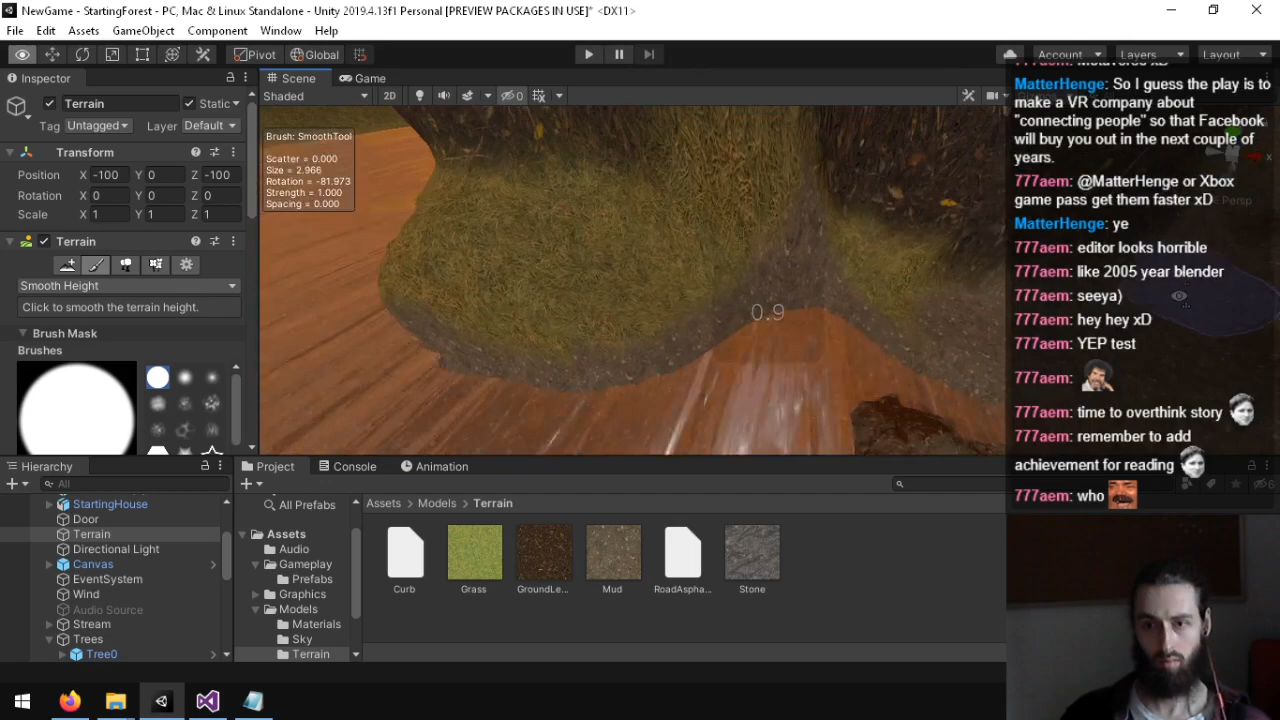 NewGame - StartingForest - PC, Mac & Linux Standalone - Unity 2019.4.13f1 Personal [PREVIEW PACKAGES IN USE]* <DX11>
File Edit Assets GameObject Component Window Help
Pivot Global Account Layers Layout
Inspector
Scene Game
Shaded 2D 0
Terrain Static
Tag Untagged Layer Default
Transform
Position X -100 Y 0 Z -100
Rotation X 0 Y 0 Z 0
Scale X 1 Y 1 Z 1
Terrain
Smooth Height
Click to smooth the terrain height.
Brush Mask
Brushes
Brush: SmoothTool
Scatter = 0.000
Size = 2.966
Rotation = -81.973
Strength = 1.000
Spacing = 0.000
0.9
Persp
MatterHenge: So I guess the play is to
make a VR company about
"connecting people" so that Facebook
will buy you out in the next couple of
years.
777aem: @MatterHenge or Xbox
game pass get them faster xD
MatterHenge: ye
777aem: editor looks horrible
777aem: like 2005 year blender
777aem: seeya)
777aem: hey hey xD
777aem: YEP test
777aem:
777aem: time to overthink story
777aem: remember to add
achievement for reading
777aem: who
Hierarchy
All
StartingHouse
Door
Terrain
Directional Light
Canvas
EventSystem
Wind
Audio Source
Stream
Trees
Tree0
Project Console Animation
All Prefabs
Assets
Audio
Gameplay
Prefabs
Graphics
Models
Materials
Sky
Terrain
Assets > Models > Terrain
Curb Grass GroundLe... Mud RoadAspha... Stone